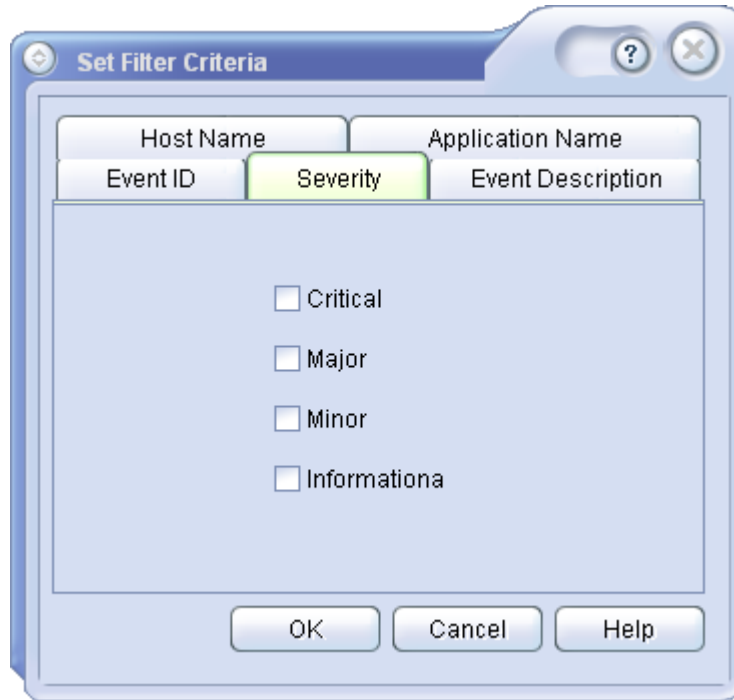 Set Filter Criteria
?
Host Name Application Name
Event ID Severity Event Description
Critical
Major
Minor
Informationa
OK Cancel Help